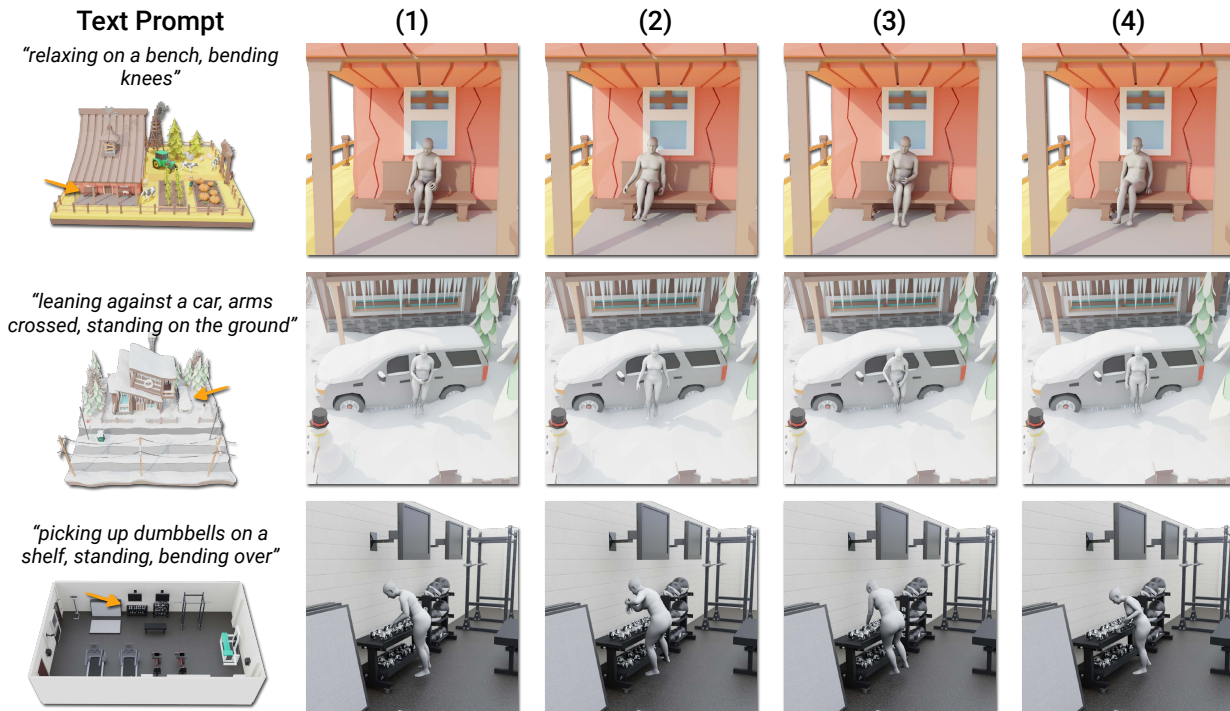 Text Prompt (1) (2) (3) (4)
“relaxing on a bench, bending
knees”
“leaning against a car, arms
crossed, standing on the ground”
“picking up dumbbells on a
shelf, standing, bending over”